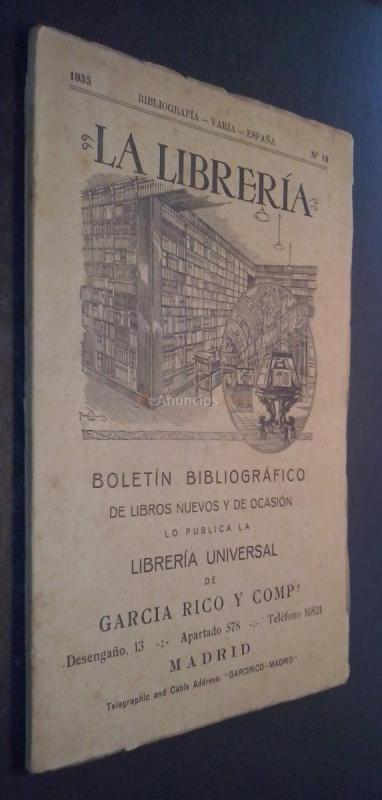 1935
BIBLIOGRAFÍA — VARIA — ESPAÑA
Nº 19
LA LIBRERÍA
eAnuncios
BOLETÍN BIBLIOGRÁFICO
DE LIBROS NUEVOS Y DE OCASIÓN
LO PUBLICA LA
LIBRERÍA UNIVERSAL
DE
GARCIA RICO Y COMPª
Desengaño, 13 -:- Apartado 578 -:- Teléfono 16821
MADRID
Telegraphic and Cable Address: "GARCIRICO-MADRID"